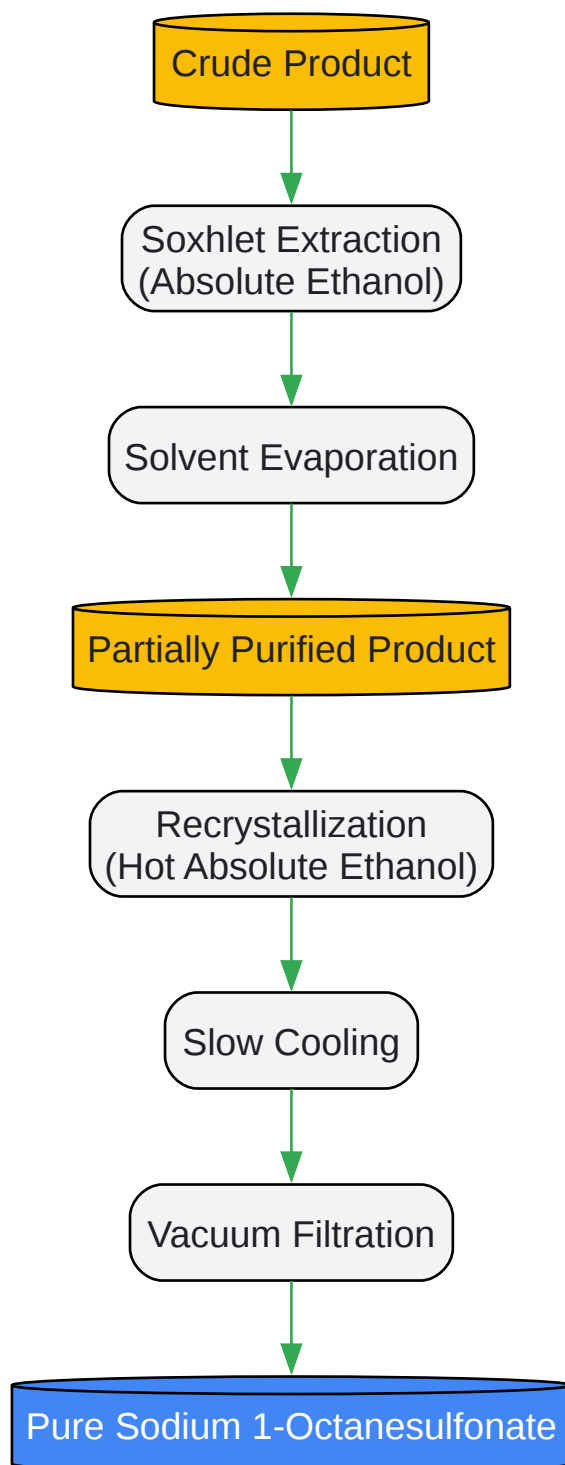 Crude Product
Soxhlet Extraction
(Absolute Ethanol)
Solvent Evaporation
Partially Purified Product
Recrystallization
(Hot Absolute Ethanol)
Slow Cooling
Vacuum Filtration
Pure Sodium 1-Octanesulfonate